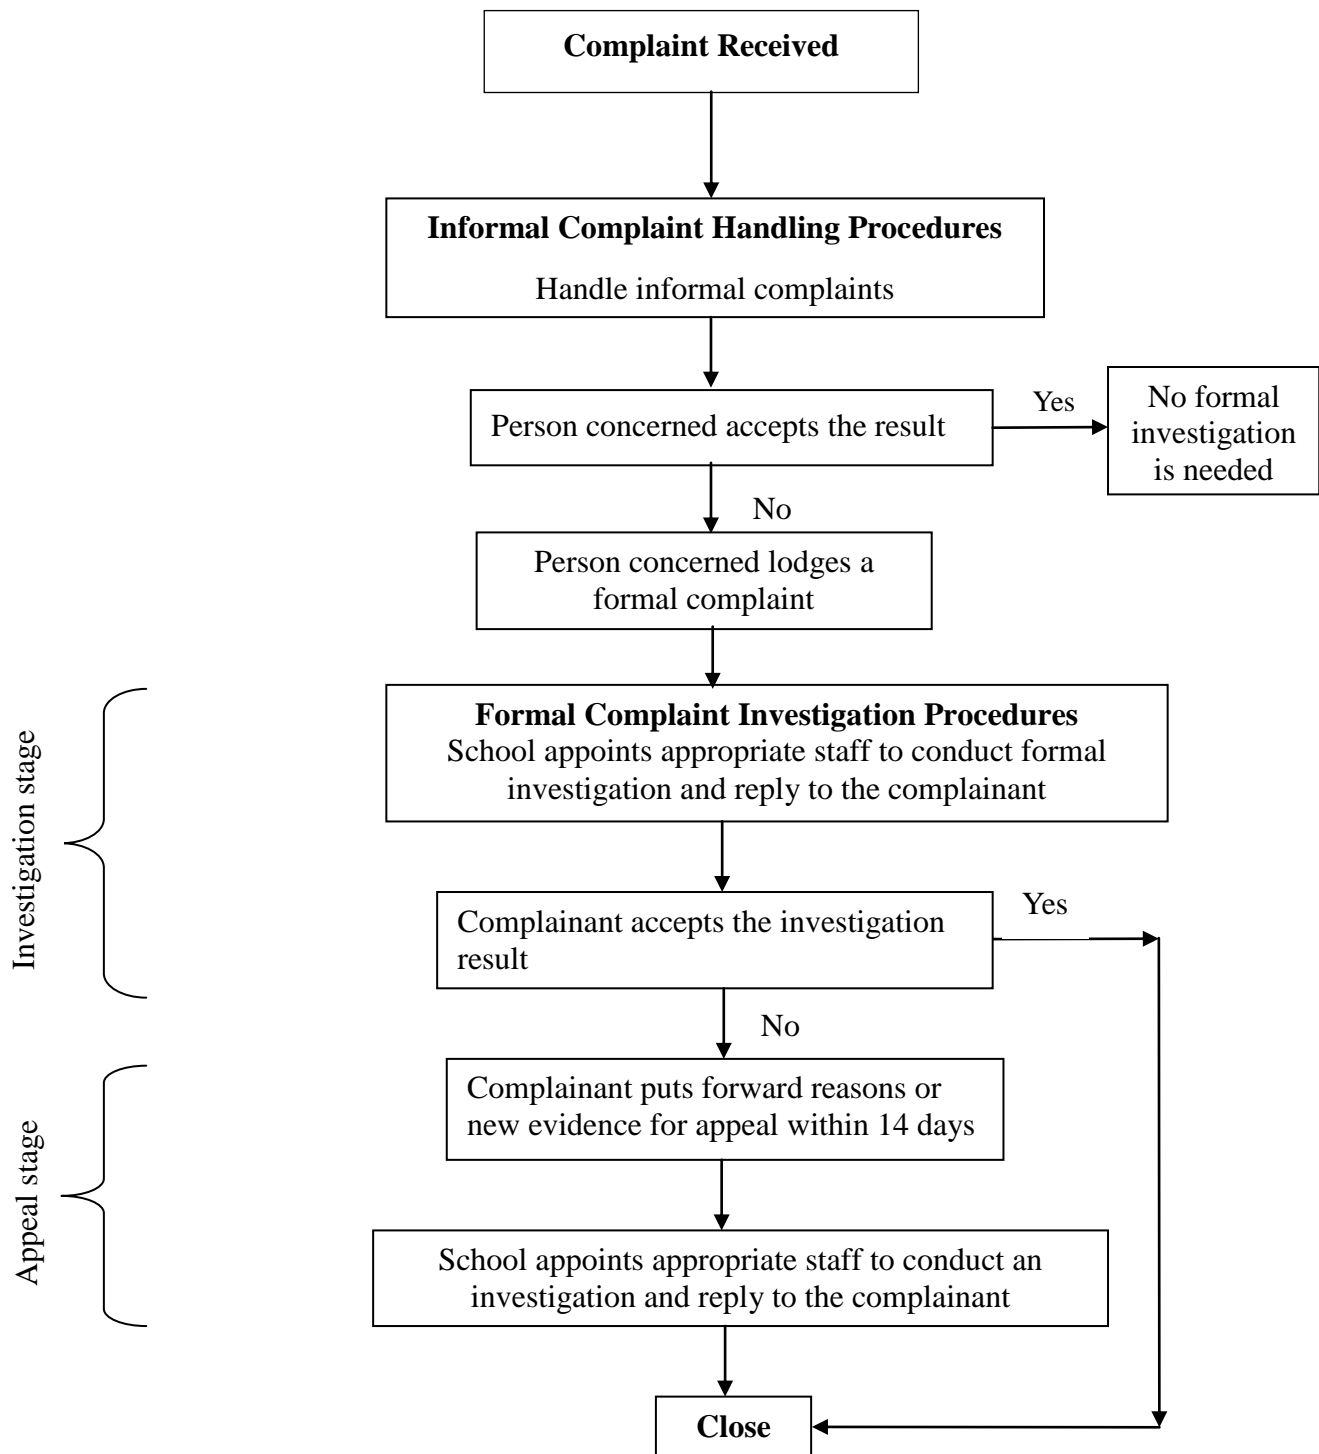 Complaint Received
Informal Complaint Handling Procedures
Handle informal complaints
Person concerned accepts the result
Yes
No formal
investigation
is needed
No
Person concerned lodges a
formal complaint
Investigation stage
Formal Complaint Investigation Procedures
School appoints appropriate staff to conduct formal
investigation and reply to the complainant
Complainant accepts the investigation
result
Yes
No
Appeal stage
Complainant puts forward reasons or
new evidence for appeal within 14 days
School appoints appropriate staff to conduct an
investigation and reply to the complainant
Close